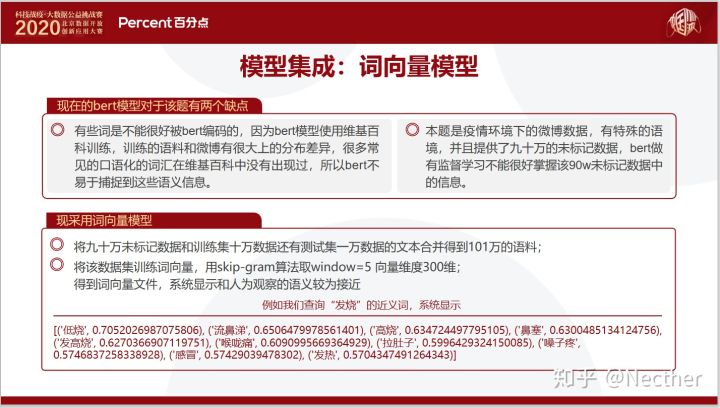 科技战疫·大数据公益挑战赛
2020 北京数据开放
创新应用大赛
Percent 百分点
模型集成：词向量模型
现在的bert模型对于该题有两个缺点
有些词是不能很好被bert编码的，因为bert模型使用维基百
科训练，训练的语料和微博有很大上的分布差异，很多常
见的口语化的词汇在维基百科中没有出现过，所以bert不
易于捕捉到这些语义信息。
本题是疫情环境下的微博数据，有特殊的语
境，并且提供了九十万的未标记数据，bert做
有监督学习不能很好掌握该90w未标记数据中
的信息。
现采用词向量模型
将九十万未标记数据和训练集十万数据还有测试集一万数据的文本合并得到101万的语料；
将该数据集训练词向量，用skip-gram算法取window=5 向量维度300维；
得到词向量文件，系统显示和人为观察的语义较为接近
例如我们查询“发烧”的近义词，系统显示
[('低烧', 0.7052026987075806), ('流鼻涕', 0.6506479978561401), ('高烧', 0.634724497795105), ('鼻塞', 0.6300485134124756),
('发高烧', 0.6270366907119751), ('喉咙痛', 0.6090995669364929), ('拉肚子', 0.5996429324150085), ('嗓子疼',
0.5746837258338928), ('感冒', 0.57429039478302), ('发热', 0.5704347491264343)]
知乎 @Necther